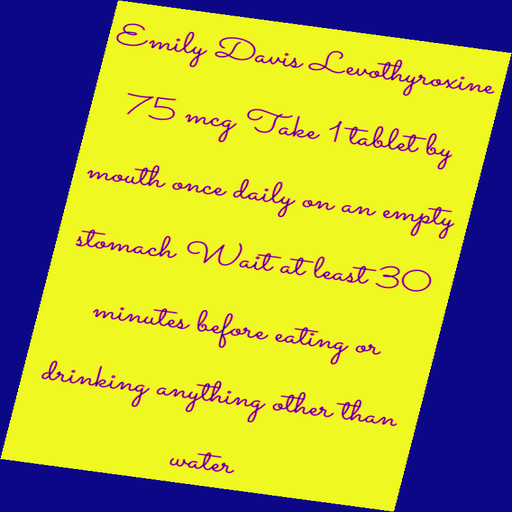 Emily Davis Levothyroxine
75 mcg Take 1 tablet by
mouth once daily on an empty
stomach Wait at least 30
minutes before eating or
drinking anything other than
water